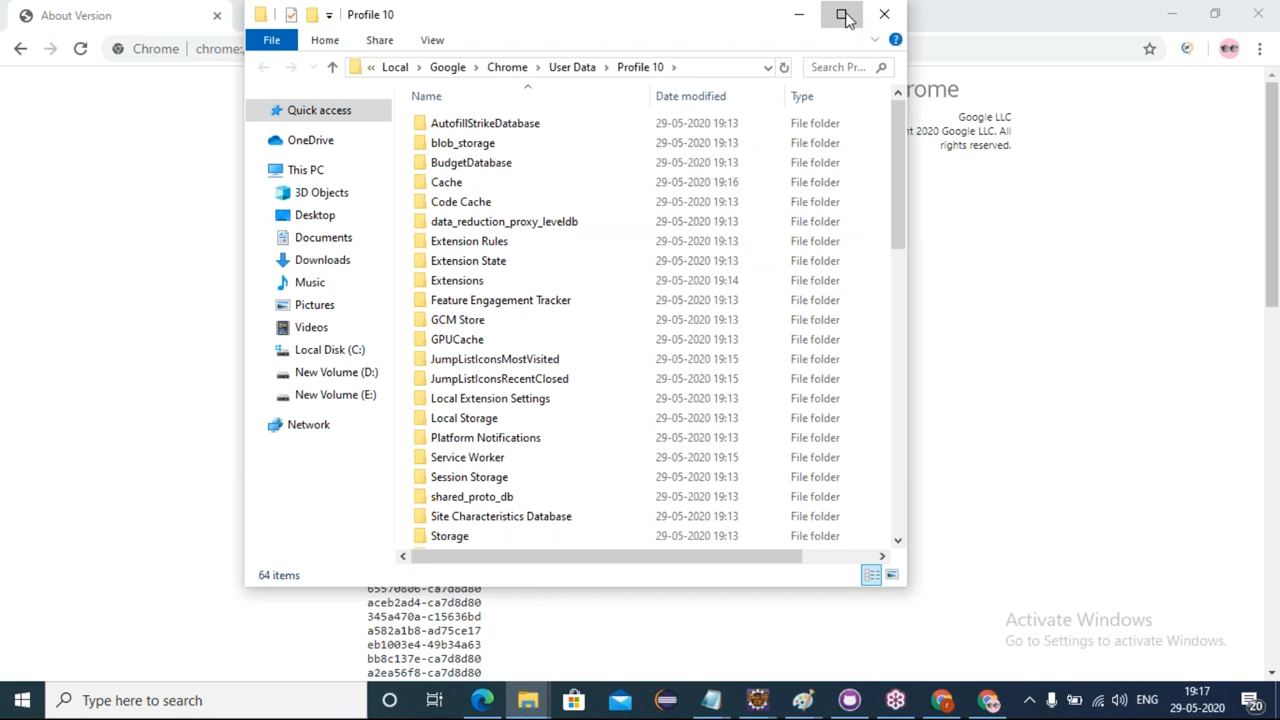 About Version
Profile 10
File Home Share View
Chrome chrome:
« Local Google Chrome User Data Profile 10
Search Pr...
Name Date modified Type
Quick access
OneDrive
This PC
3D Objects
Desktop
Documents
Downloads
Music
Pictures
Videos
Local Disk (C:)
New Volume (D:)
New Volume (E:)
Network
AutofillStrikeDatabase 29-05-2020 19:13 File folder
blob_storage 29-05-2020 19:13 File folder
BudgetDatabase 29-05-2020 19:13 File folder
Cache 29-05-2020 19:16 File folder
Code Cache 29-05-2020 19:13 File folder
data_reduction_proxy_leveldb 29-05-2020 19:13 File folder
Extension Rules 29-05-2020 19:13 File folder
Extension State 29-05-2020 19:13 File folder
Extensions 29-05-2020 19:14 File folder
Feature Engagement Tracker 29-05-2020 19:13 File folder
GCM Store 29-05-2020 19:13 File folder
GPUCache 29-05-2020 19:13 File folder
JumpListIconsMostVisited 29-05-2020 19:15 File folder
JumpListIconsRecentClosed 29-05-2020 19:15 File folder
Local Extension Settings 29-05-2020 19:13 File folder
Local Storage 29-05-2020 19:13 File folder
Platform Notifications 29-05-2020 19:13 File folder
Service Worker 29-05-2020 19:15 File folder
Session Storage 29-05-2020 19:13 File folder
shared_proto_db 29-05-2020 19:13 File folder
Site Characteristics Database 29-05-2020 19:13 File folder
Storage 29-05-2020 19:13 File folder
64 items
rome
Google LLC
nt 2020 Google LLC. All
rights reserved.
65570806-ca7d8d80
aceb2ad4-ca7d8d80
345a470a-c15636bd
a582a1b8-ad75ce17
eb1003e4-49b34a63
bb8c137e-ca7d8d80
a2ea56f8-ca7d8d80
Activate Windows
Go to Settings to activate Windows.
Type here to search
ENG
19:17
29-05-2020
20